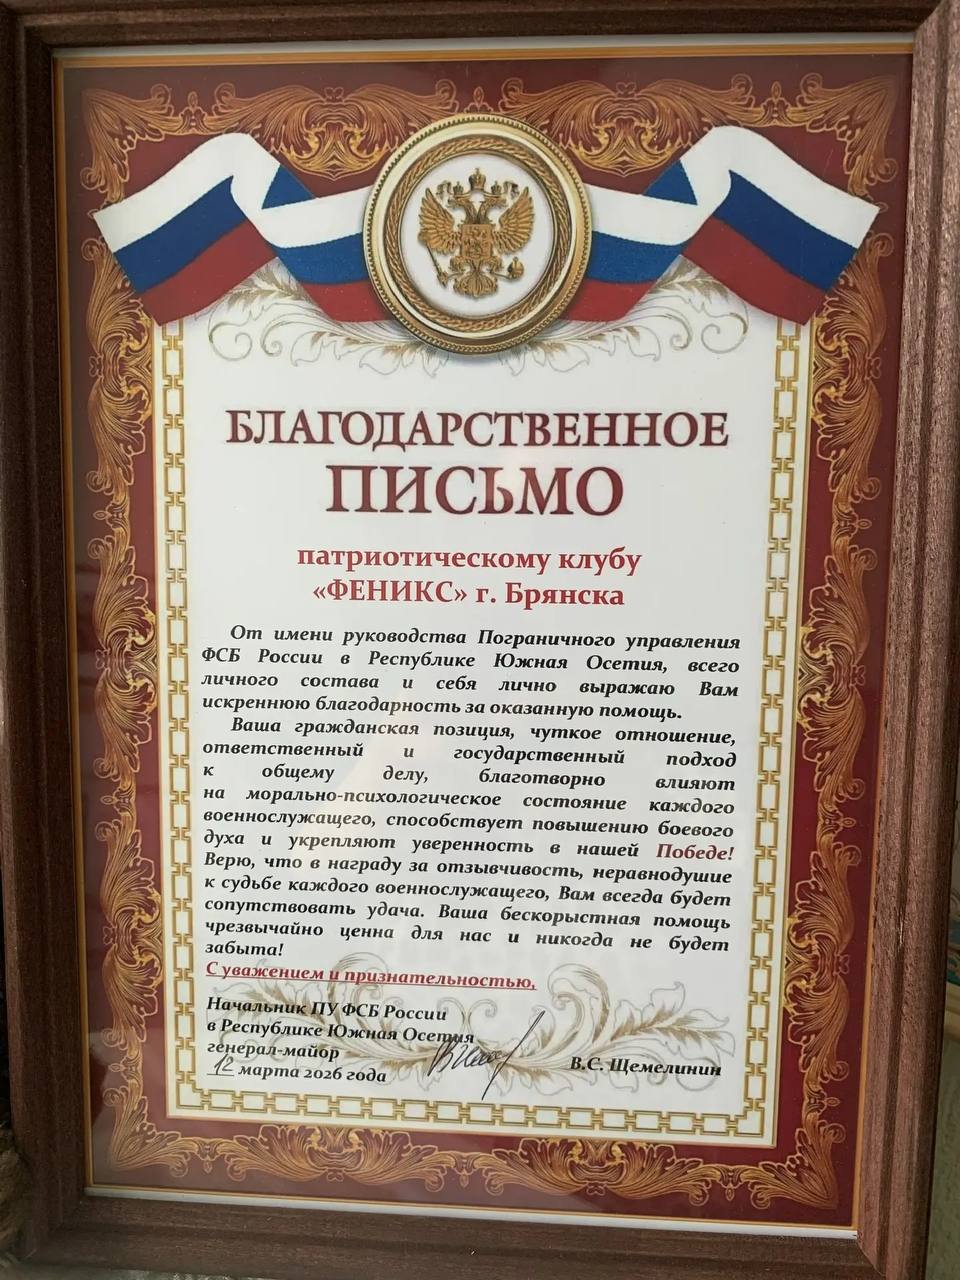 БЛАГОДАРСТВЕННОЕ
ПИСЬМО
патриотическому клубу
«ФЕНИКС» г. Брянска
От имени руководства Пограничного управления
ФСБ России в Республике Южная Осетия, всего
личного состава и себя лично выражаю Вам
искреннюю благодарность за оказанную помощь.
Ваша гражданская позиция, чуткое отношение,
ответственный и государственный подход
к общему делу, благотворно влияют
на морально-психологическое состояние каждого
военнослужащего, способствует повышению боевого
духа и укрепляют уверенность в нашей Победе!
Верю, что в награду за отзывчивость, неравнодушие
к судьбе каждого военнослужащего, Вам всегда будет
сопутствовать удача. Ваша бескорыстная помощь
чрезвычайно ценна для нас и никогда не будет
забыта!
С уважением и признательностью,
Начальник ПУ ФСБ России
в Республике Южная Осетия
генерал-майор В.С. Щемелинин
12 марта 2026 года